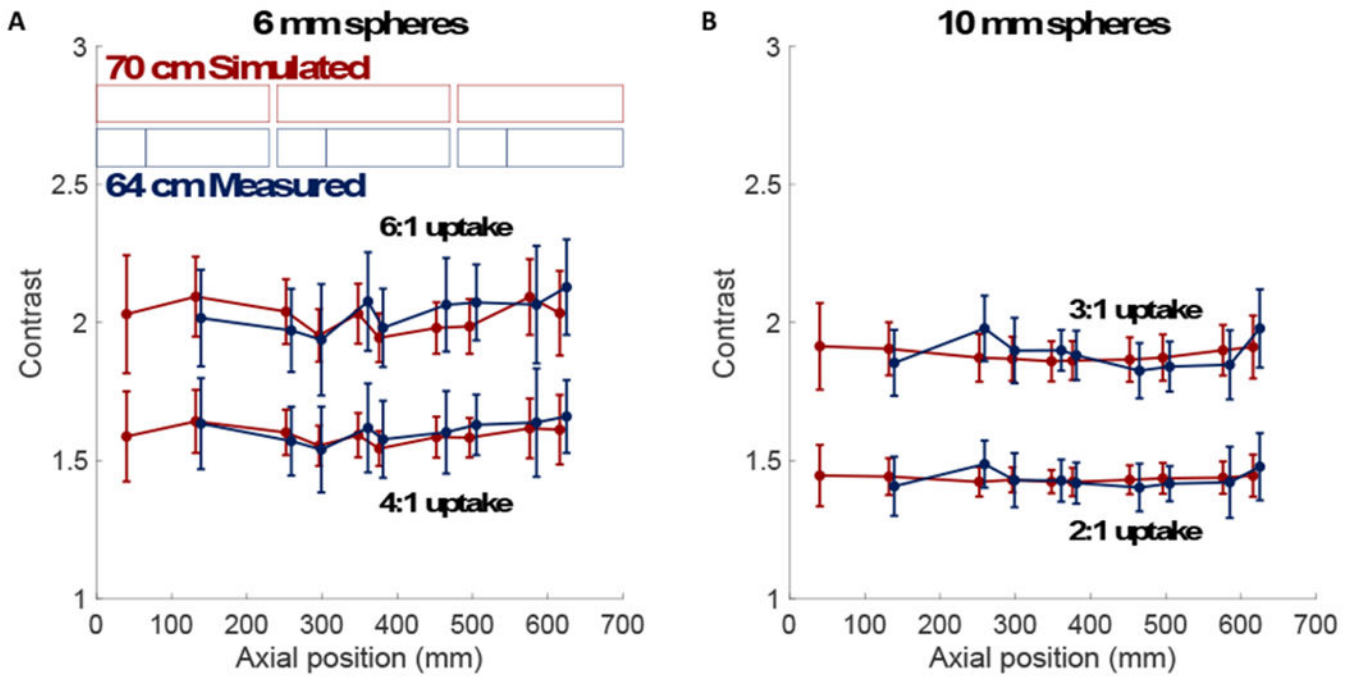 A
6 mm spheres
3
70 cm Simulated
64 cm Measured
2.5
6:1 uptake
2
1.5
4:1 uptake
1
Contrast
0 100 200 300 400 500 600 700
Axial position (mm)
B
10 mm spheres
3
2.5
3:1 uptake
2
1.5
2:1 uptake
1
Contrast
0 100 200 300 400 500 600 700
Axial position (mm)